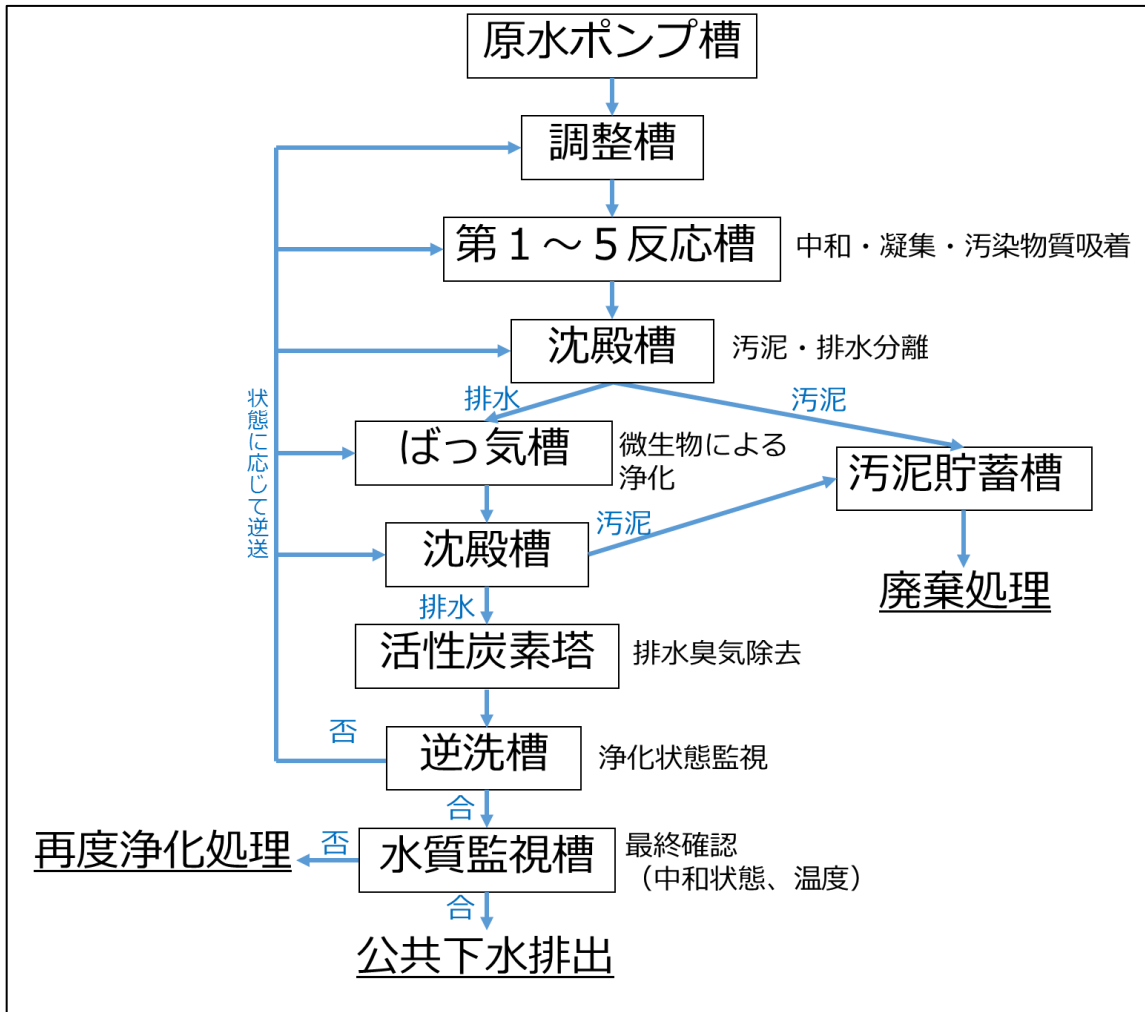 原水ポンプ槽
調整槽
第１～５反応槽
中和・凝集・汚染物質吸着
沈殿槽
汚泥・排水分離
排水
汚泥
ばっ気槽
微生物による
浄化
汚泥貯蓄槽
状態に応じて逆送
汚泥
沈殿槽
廃棄処理
排水
活性炭素塔
排水臭気除去
否
逆洗槽
浄化状態監視
合
再度浄化処理
否
水質監視槽
最終確認
（中和状態、温度）
合
公共下水排出